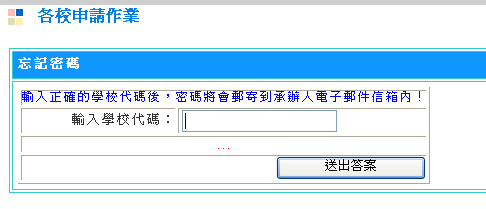 各校申請作業
忘記密碼
輸入正確的學校代碼後，密碼將會郵寄到承辦人電子郵件信箱內！
輸入學校代碼：
...
送出答案